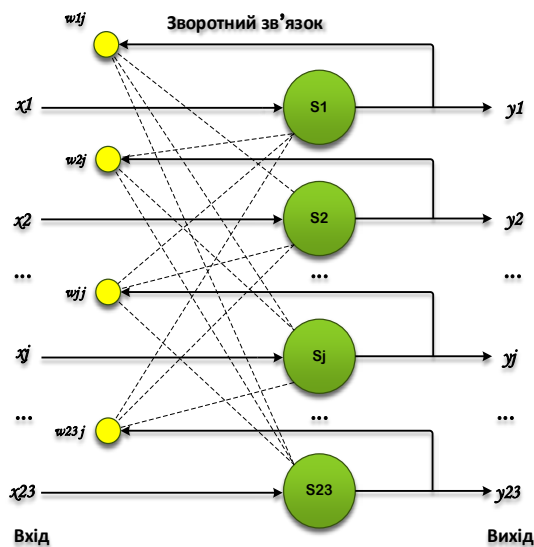 w1j Зворотний зв’язок
x1 S1 y1
w2j
x2 S2 y2
... ... ...
wjj
xj Sj yj
... ... ...
w23j
x23 S23 y23
Вхід Вихід